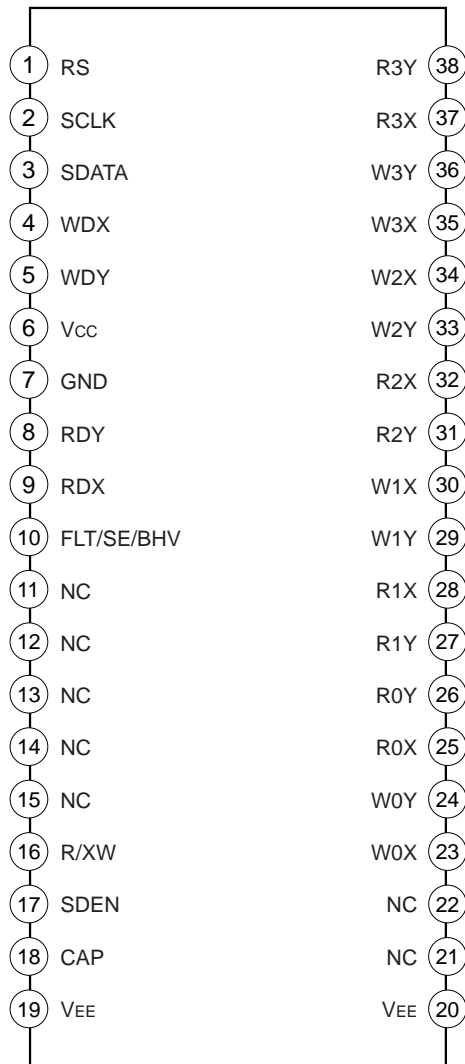 1 RS R3Y 38
2 SCLK R3X 37
3 SDATA W3Y 36
4 WDX W3X 35
5 WDY W2X 34
6 VCC W2Y 33
7 GND R2X 32
8 RDY R2Y 31
9 RDX W1X 30
10 FLT/SE/BHV W1Y 29
11 NC R1X 28
12 NC R1Y 27
13 NC R0Y 26
14 NC R0X 25
15 NC W0Y 24
16 R/XW W0X 23
17 SDEN NC 22
18 CAP NC 21
19 VEE VEE 20